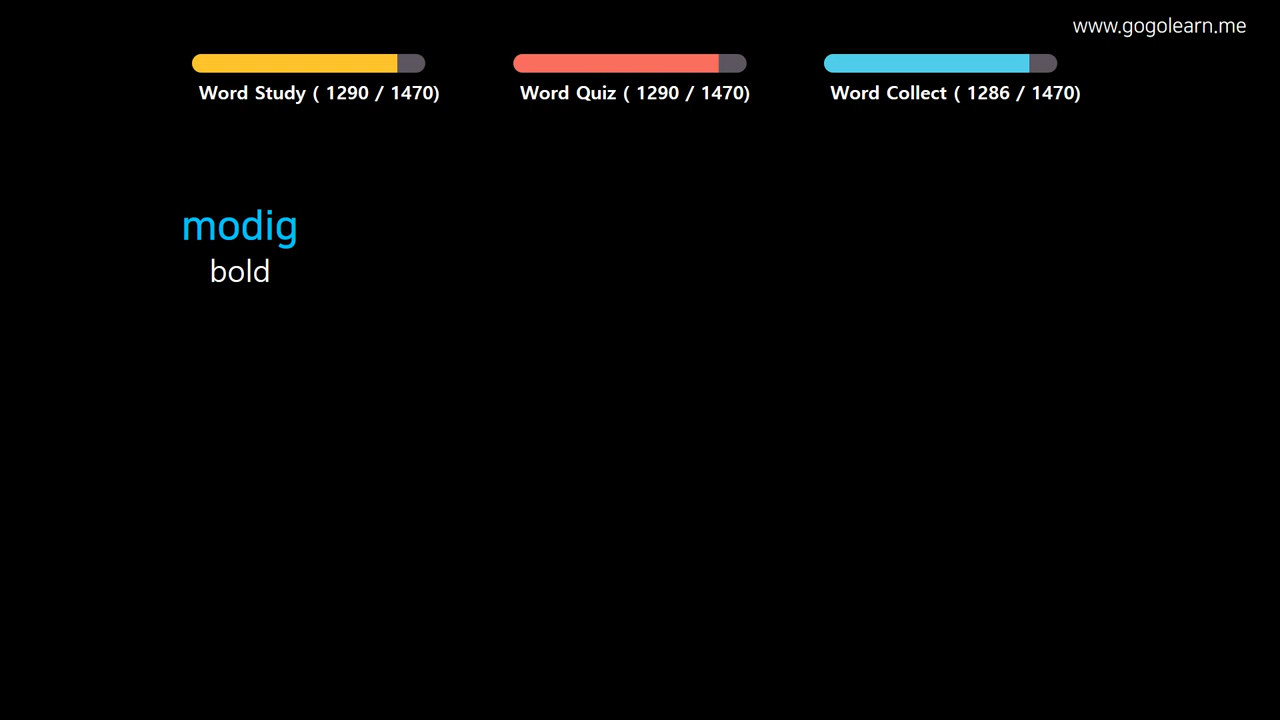 www.gogolearn.me
Word Study ( 1290 / 1470)
Word Quiz ( 1290 / 1470)
Word Collect ( 1286 / 1470)
modig
bold